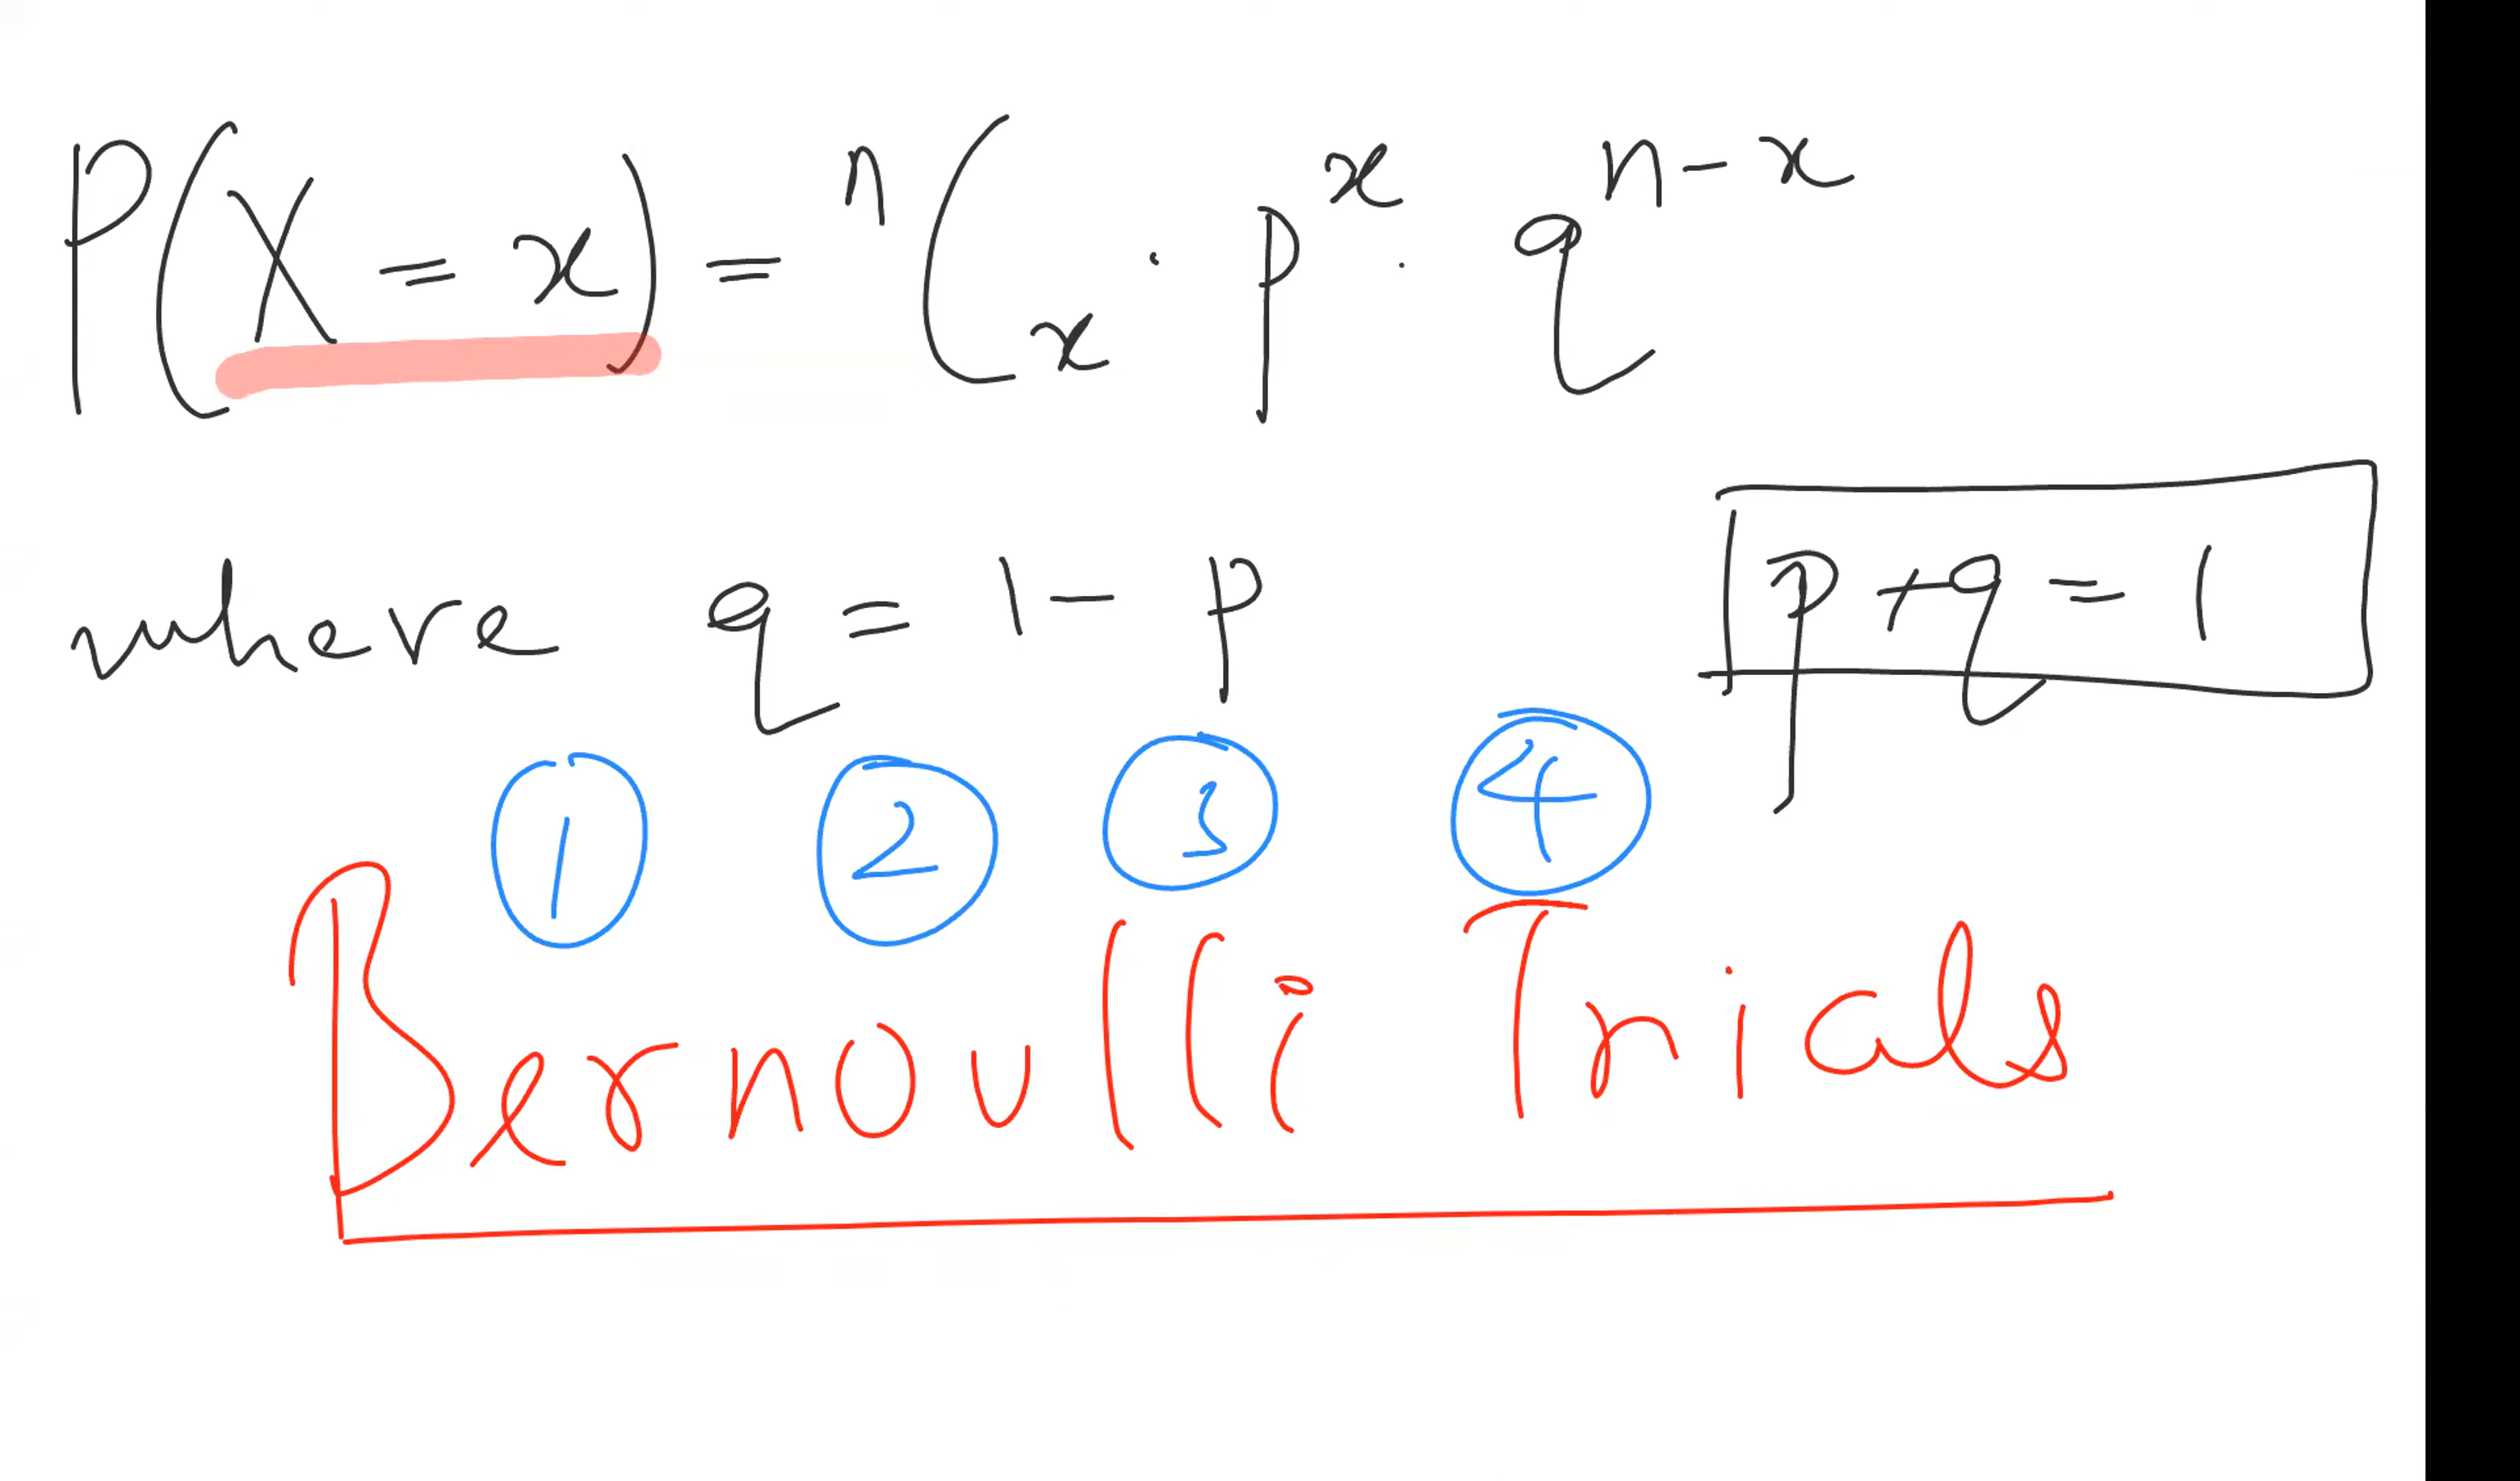 P(X = x) = ⁿCₓ · pˣ · qⁿ⁻ˣ
where q = 1 - p
p + q = 1
① ② ③ ④
Bernoulli Trials